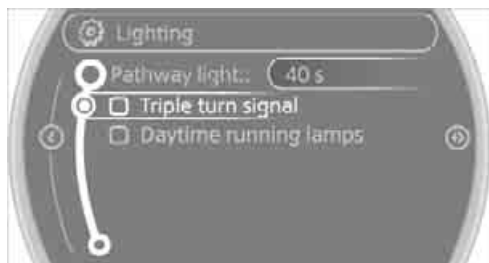 Lighting
Pathway light.: 40 s
Triple turn signal
Daytime running lamps